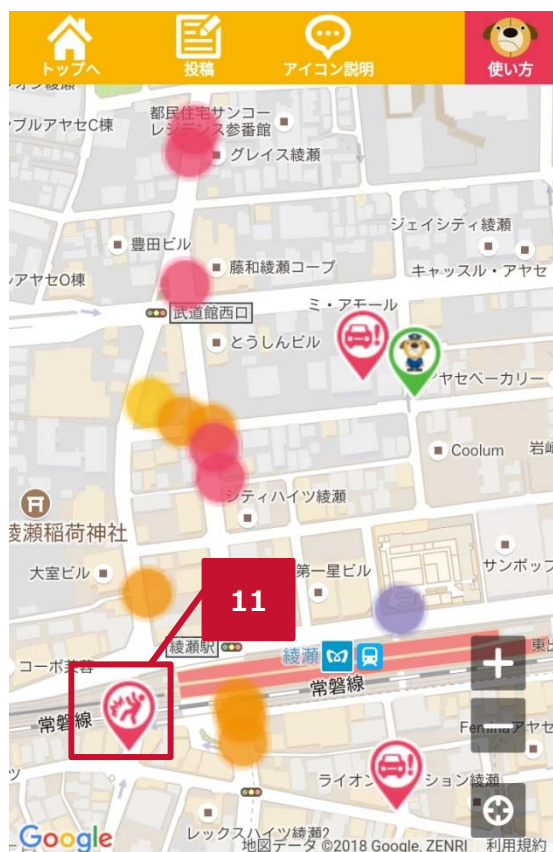 トップへ
投稿
アイコン説明
使い方
都民住宅サンコー
レジデンス参番館
プルアヤセC棟
グレイス綾瀬
ジェイシティ綾瀬
豊田ビル
藤和綾瀬コープ
キャッスル・アヤセ
アヤセO棟
ミ・アモール
武道館西口
とうしんビル
ヤセベーカリー
Coolum
シティハイツ綾瀬
綾瀬稲荷神社
大室ビル
11
第一星ビル
サンポップ
綾瀬駅
綾瀬
東出
+
コーポ芙蓉
常磐線
常磐線
−
ション綾瀬
ライオン
レックスハイツ綾瀬2
Google
地図データ ©2018 Google, ZENRI
利用規約